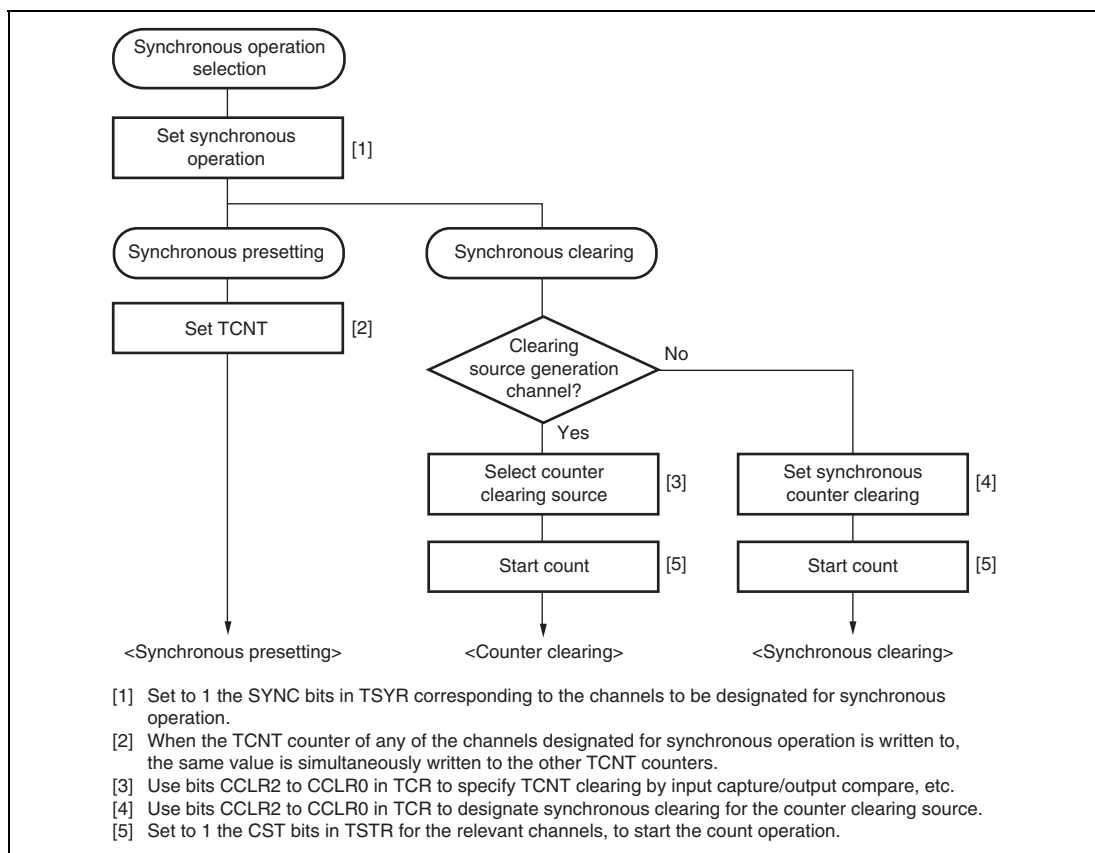 Synchronous operation
selection
Set synchronous
operation
[1]
Synchronous presetting
Synchronous clearing
Set TCNT
[2]
Clearing
source generation
channel?
No
Yes
Select counter
clearing source
[3]
Set synchronous
counter clearing
[4]
Start count
[5]
Start count
[5]
<Synchronous presetting>
<Counter clearing>
<Synchronous clearing>
[1] Set to 1 the SYNC bits in TSYR corresponding to the channels to be designated for synchronous
operation.
[2] When the TCNT counter of any of the channels designated for synchronous operation is written to,
the same value is simultaneously written to the other TCNT counters.
[3] Use bits CCLR2 to CCLR0 in TCR to specify TCNT clearing by input capture/output compare, etc.
[4] Use bits CCLR2 to CCLR0 in TCR to designate synchronous clearing for the counter clearing source.
[5] Set to 1 the CST bits in TSTR for the relevant channels, to start the count operation.